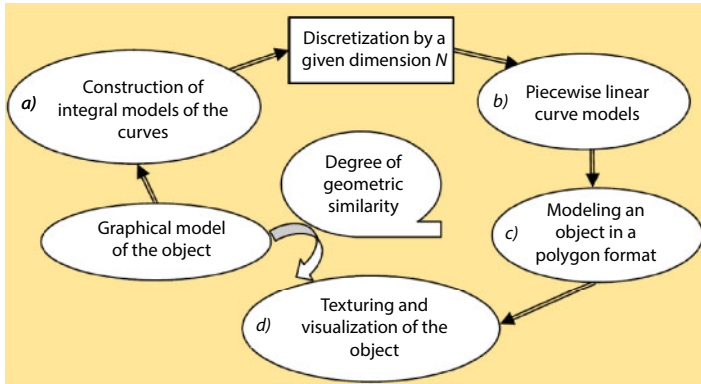 Discretization by a
given dimension N
a)
Construction of
integral models of the
curves
b)
Piecewise linear
curve models
Degree of
geometric
similarity
Graphical model
of the object
c)
Modeling an
object in a
polygon format
d)
Texturing and
visualization of the
object